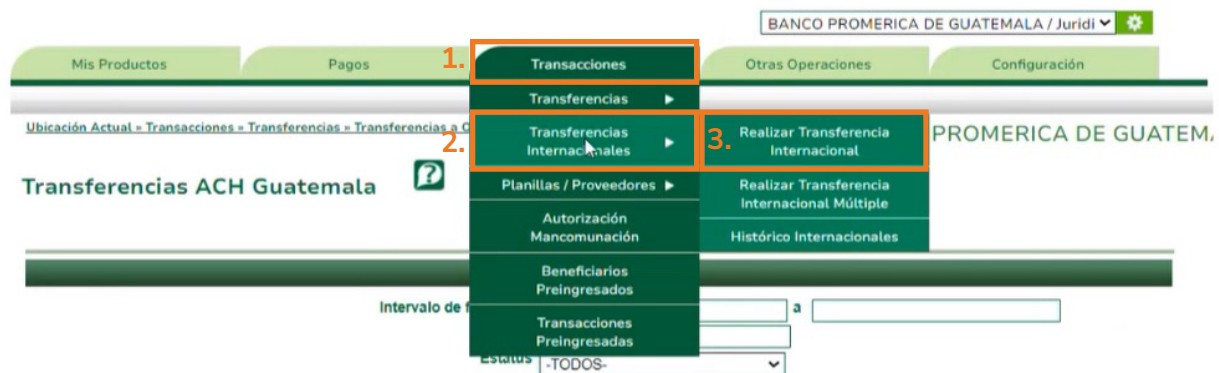 BANCO PROMERICA DE GUATEMALA / Juridi
Mis Productos
Pagos
1.
Transacciones
Otras Operaciones
Configuración
Transferencias
Ubicación Actual » Transacciones » Transferencias » Transferencias a
2.
Transferencias
Internacionales
3.
Realizar Transferencia
Internacional
PROMERICA DE GUATEM
Transferencias ACH Guatemala
?
Planillas / Proveedores
Realizar Transferencia
Internacional Múltiple
Autorización
Mancomunación
Histórico Internacionales
Beneficiarios
Preingresados
Intervalo de
a
Transacciones
Preingresadas
Estatus
-TODOS-